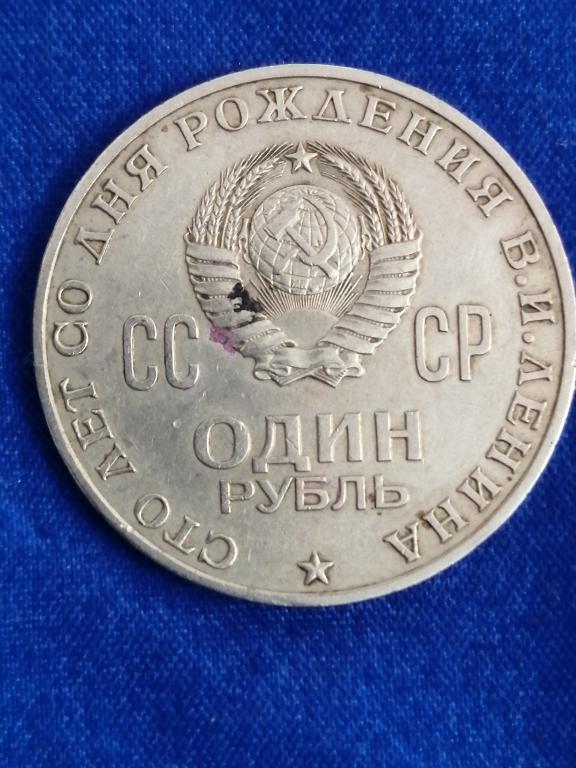 СТО ЛЕТ СО ДНЯ РОЖДЕНИЯ В.И.ЛЕНИНА
СС СР
ОДИН
РУБЛЬ